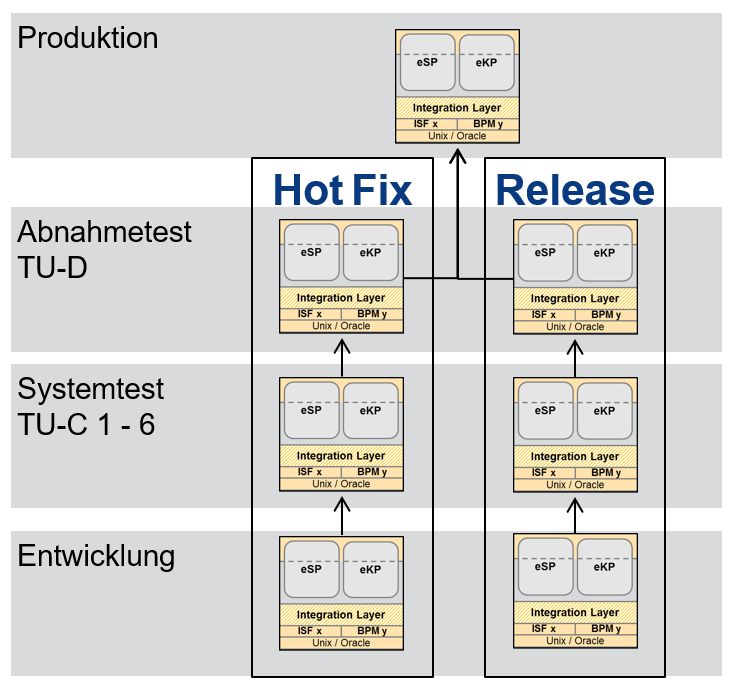 Produktion
eSP eKP
Integration Layer
ISF x BPM y
Unix / Oracle
Hot Fix Release
Abnahmetest
TU-D
eSP eKP
Integration Layer
ISF x BPM y
Unix / Oracle
eSP eKP
Integration Layer
ISF x BPM y
Unix / Oracle
Systemtest
TU-C 1 - 6
eSP eKP
Integration Layer
ISF x BPM y
Unix / Oracle
eSP eKP
Integration Layer
ISF x BPM y
Unix / Oracle
Entwicklung
eSP eKP
Integration Layer
ISF x BPM y
Unix / Oracle
eSP eKP
Integration Layer
ISF x BPM y
Unix / Oracle